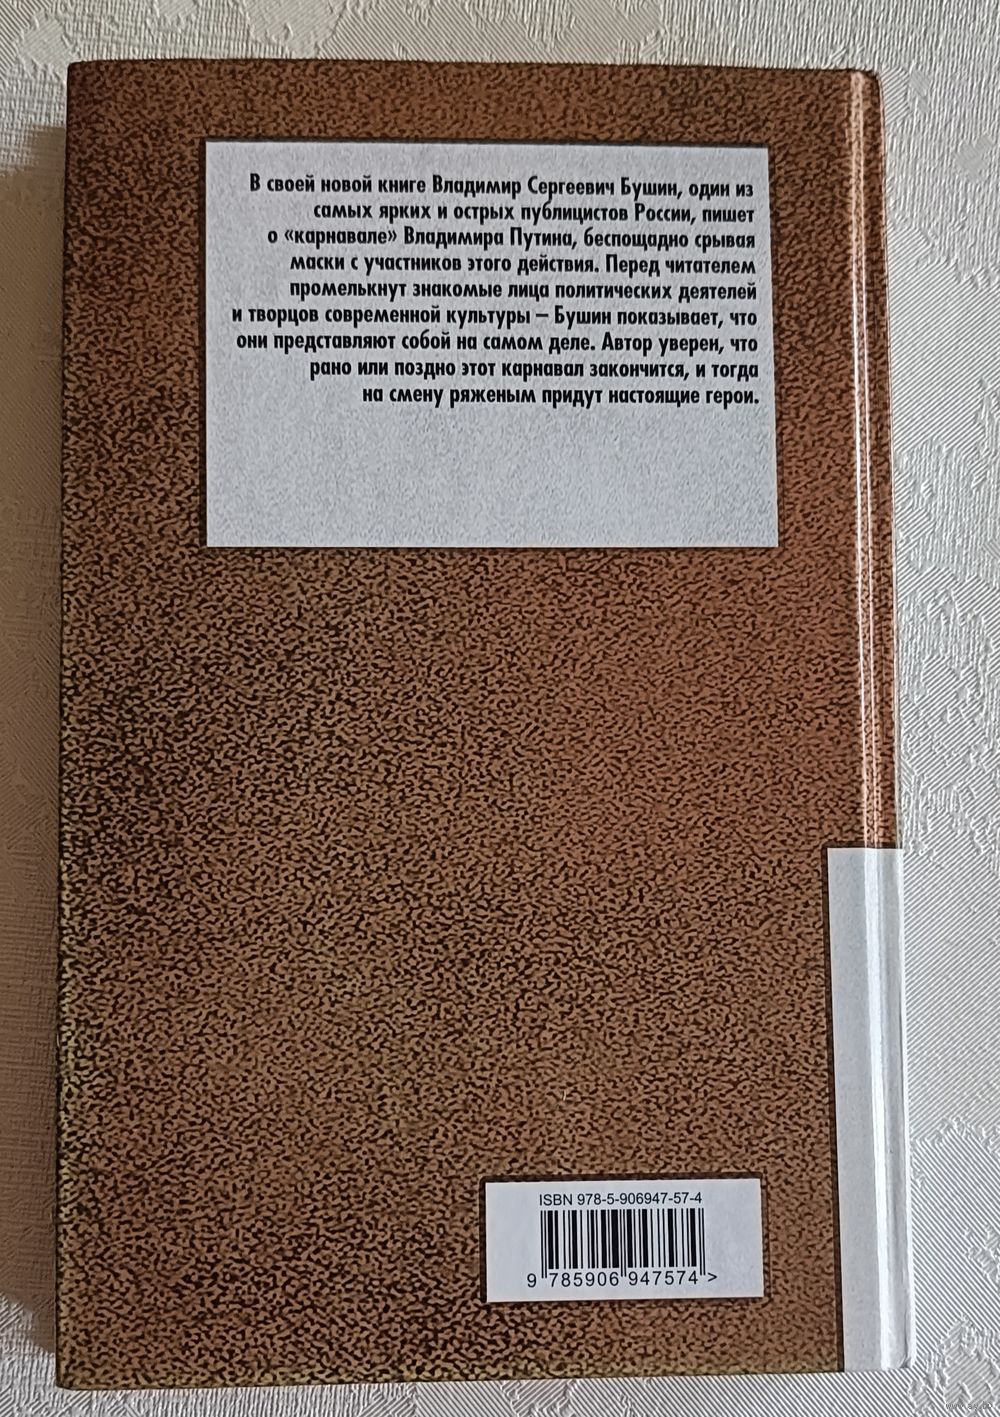 В своей новой книге Владимир Сергеевич Бушин, один из
самых ярких и острых публицистов России, пишет
о «карнавале» Владимира Путина, беспощадно срывая
маски с участников этого действия. Перед читателем
промелькнут знакомые лица политических деятелей
и творцов современной культуры – Бушин показывает, что
они представляют собой на самом деле. Автор уверен, что
рано или поздно этот карнавал закончится, и тогда
на смену ряженым придут настоящие герои.
ISBN 978-5-906947-57-4
9 785906 947574 >